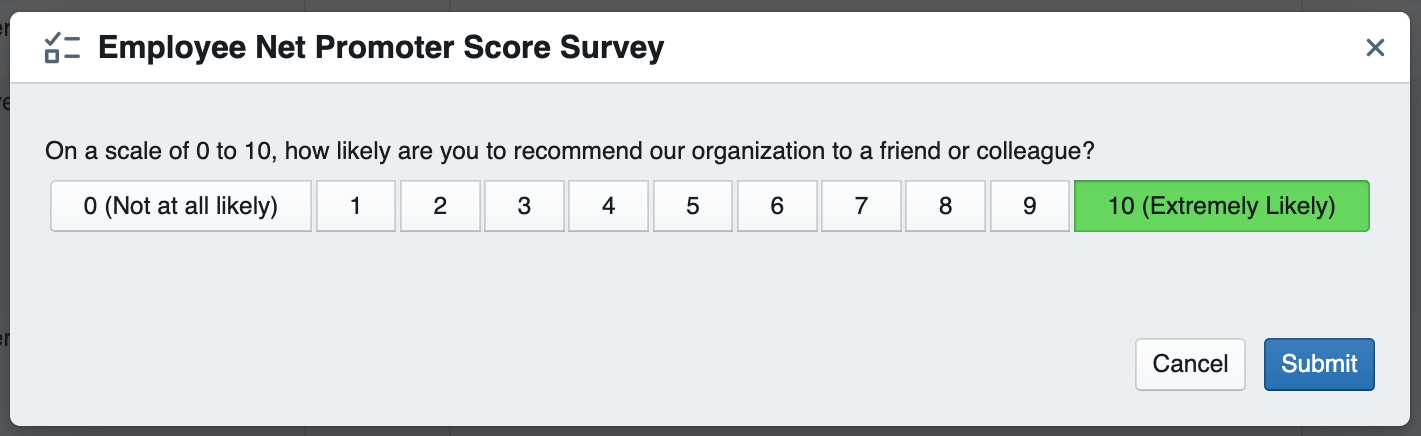 Employee Net Promoter Score Survey
On a scale of 0 to 10, how likely are you to recommend our organization to a friend or colleague?
0 (Not at all likely) 1 2 3 4 5 6 7 8 9 10 (Extremely Likely)
Cancel Submit